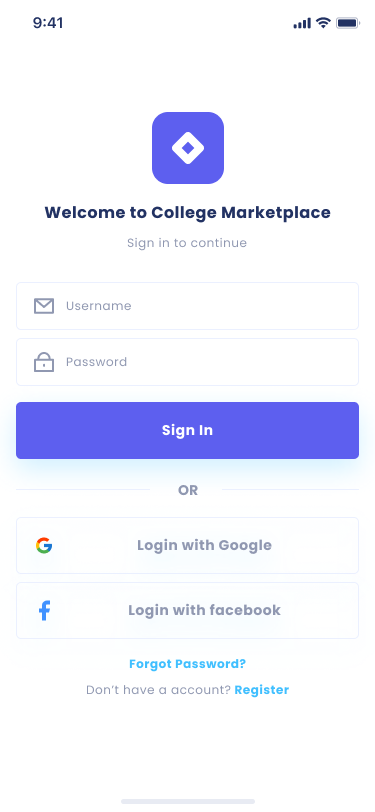 9:41
Welcome to College Marketplace
Sign in to continue
Username
Password
Sign In
OR
Login with Google
Login with facebook
Forgot Password?
Don't have a account? Register